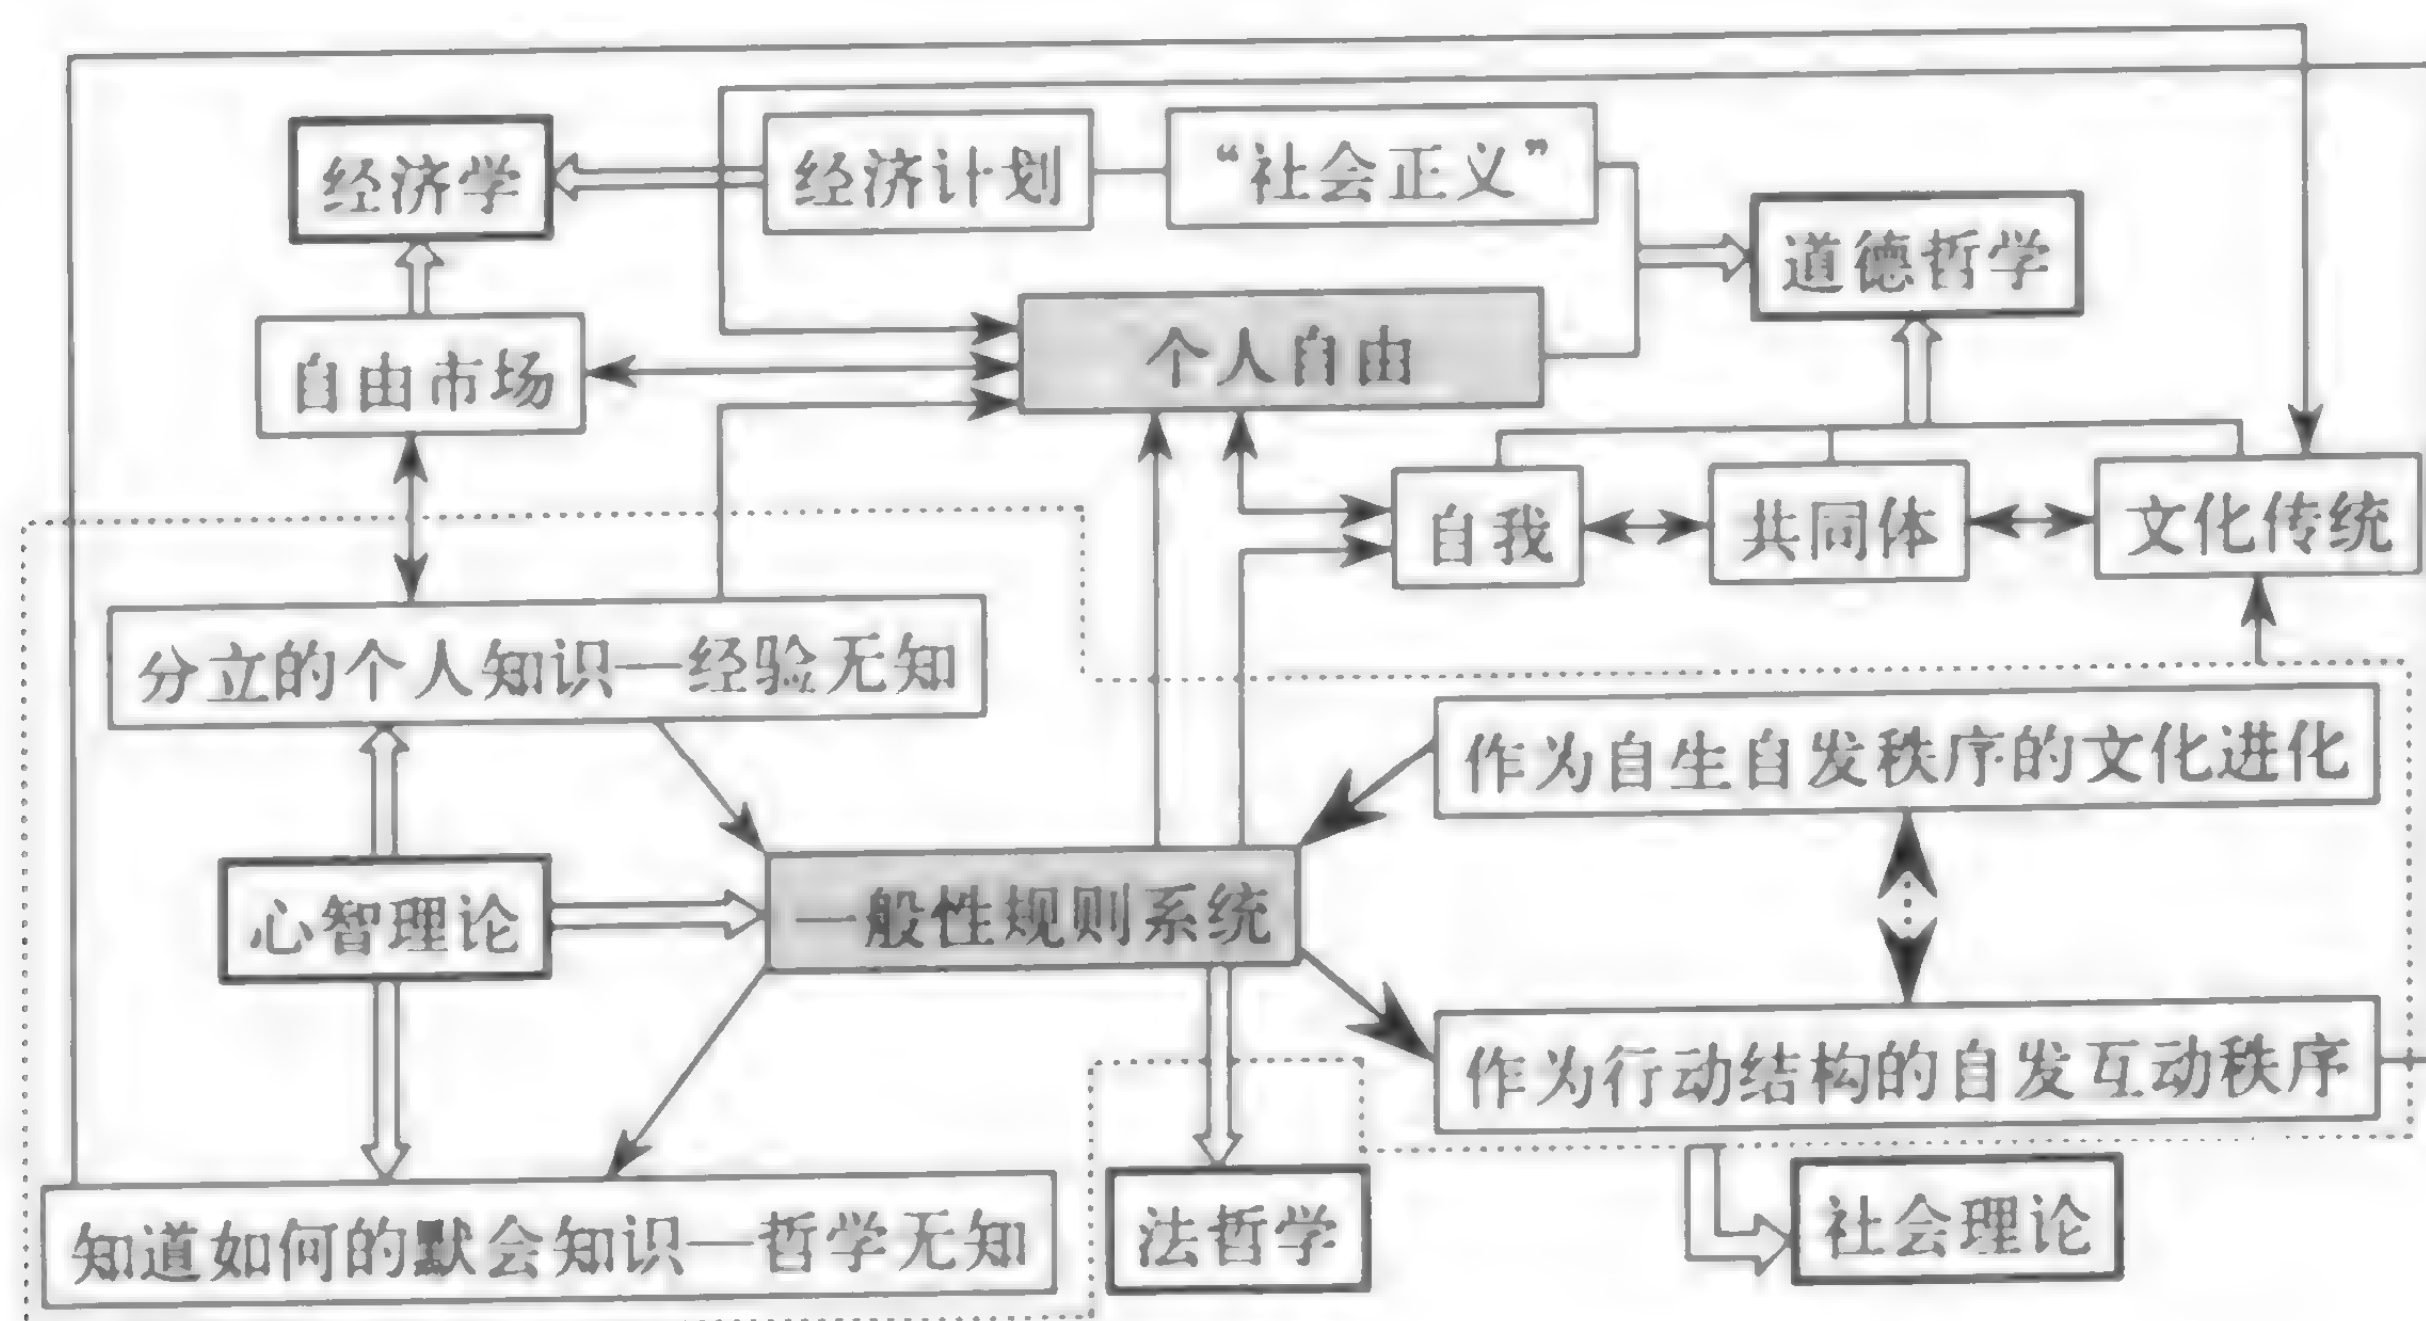 经济学
经济计划
“社会正义”
道德哲学
个人自由
自由市场
自我
共同体
文化传统
分立的个人知识—经验无知
作为自生自发秩序的文化进化
心智理论
一般性规则系统
作为行动结构的自发互动秩序
知道如何的默会知识—哲学无知
法哲学
社会理论